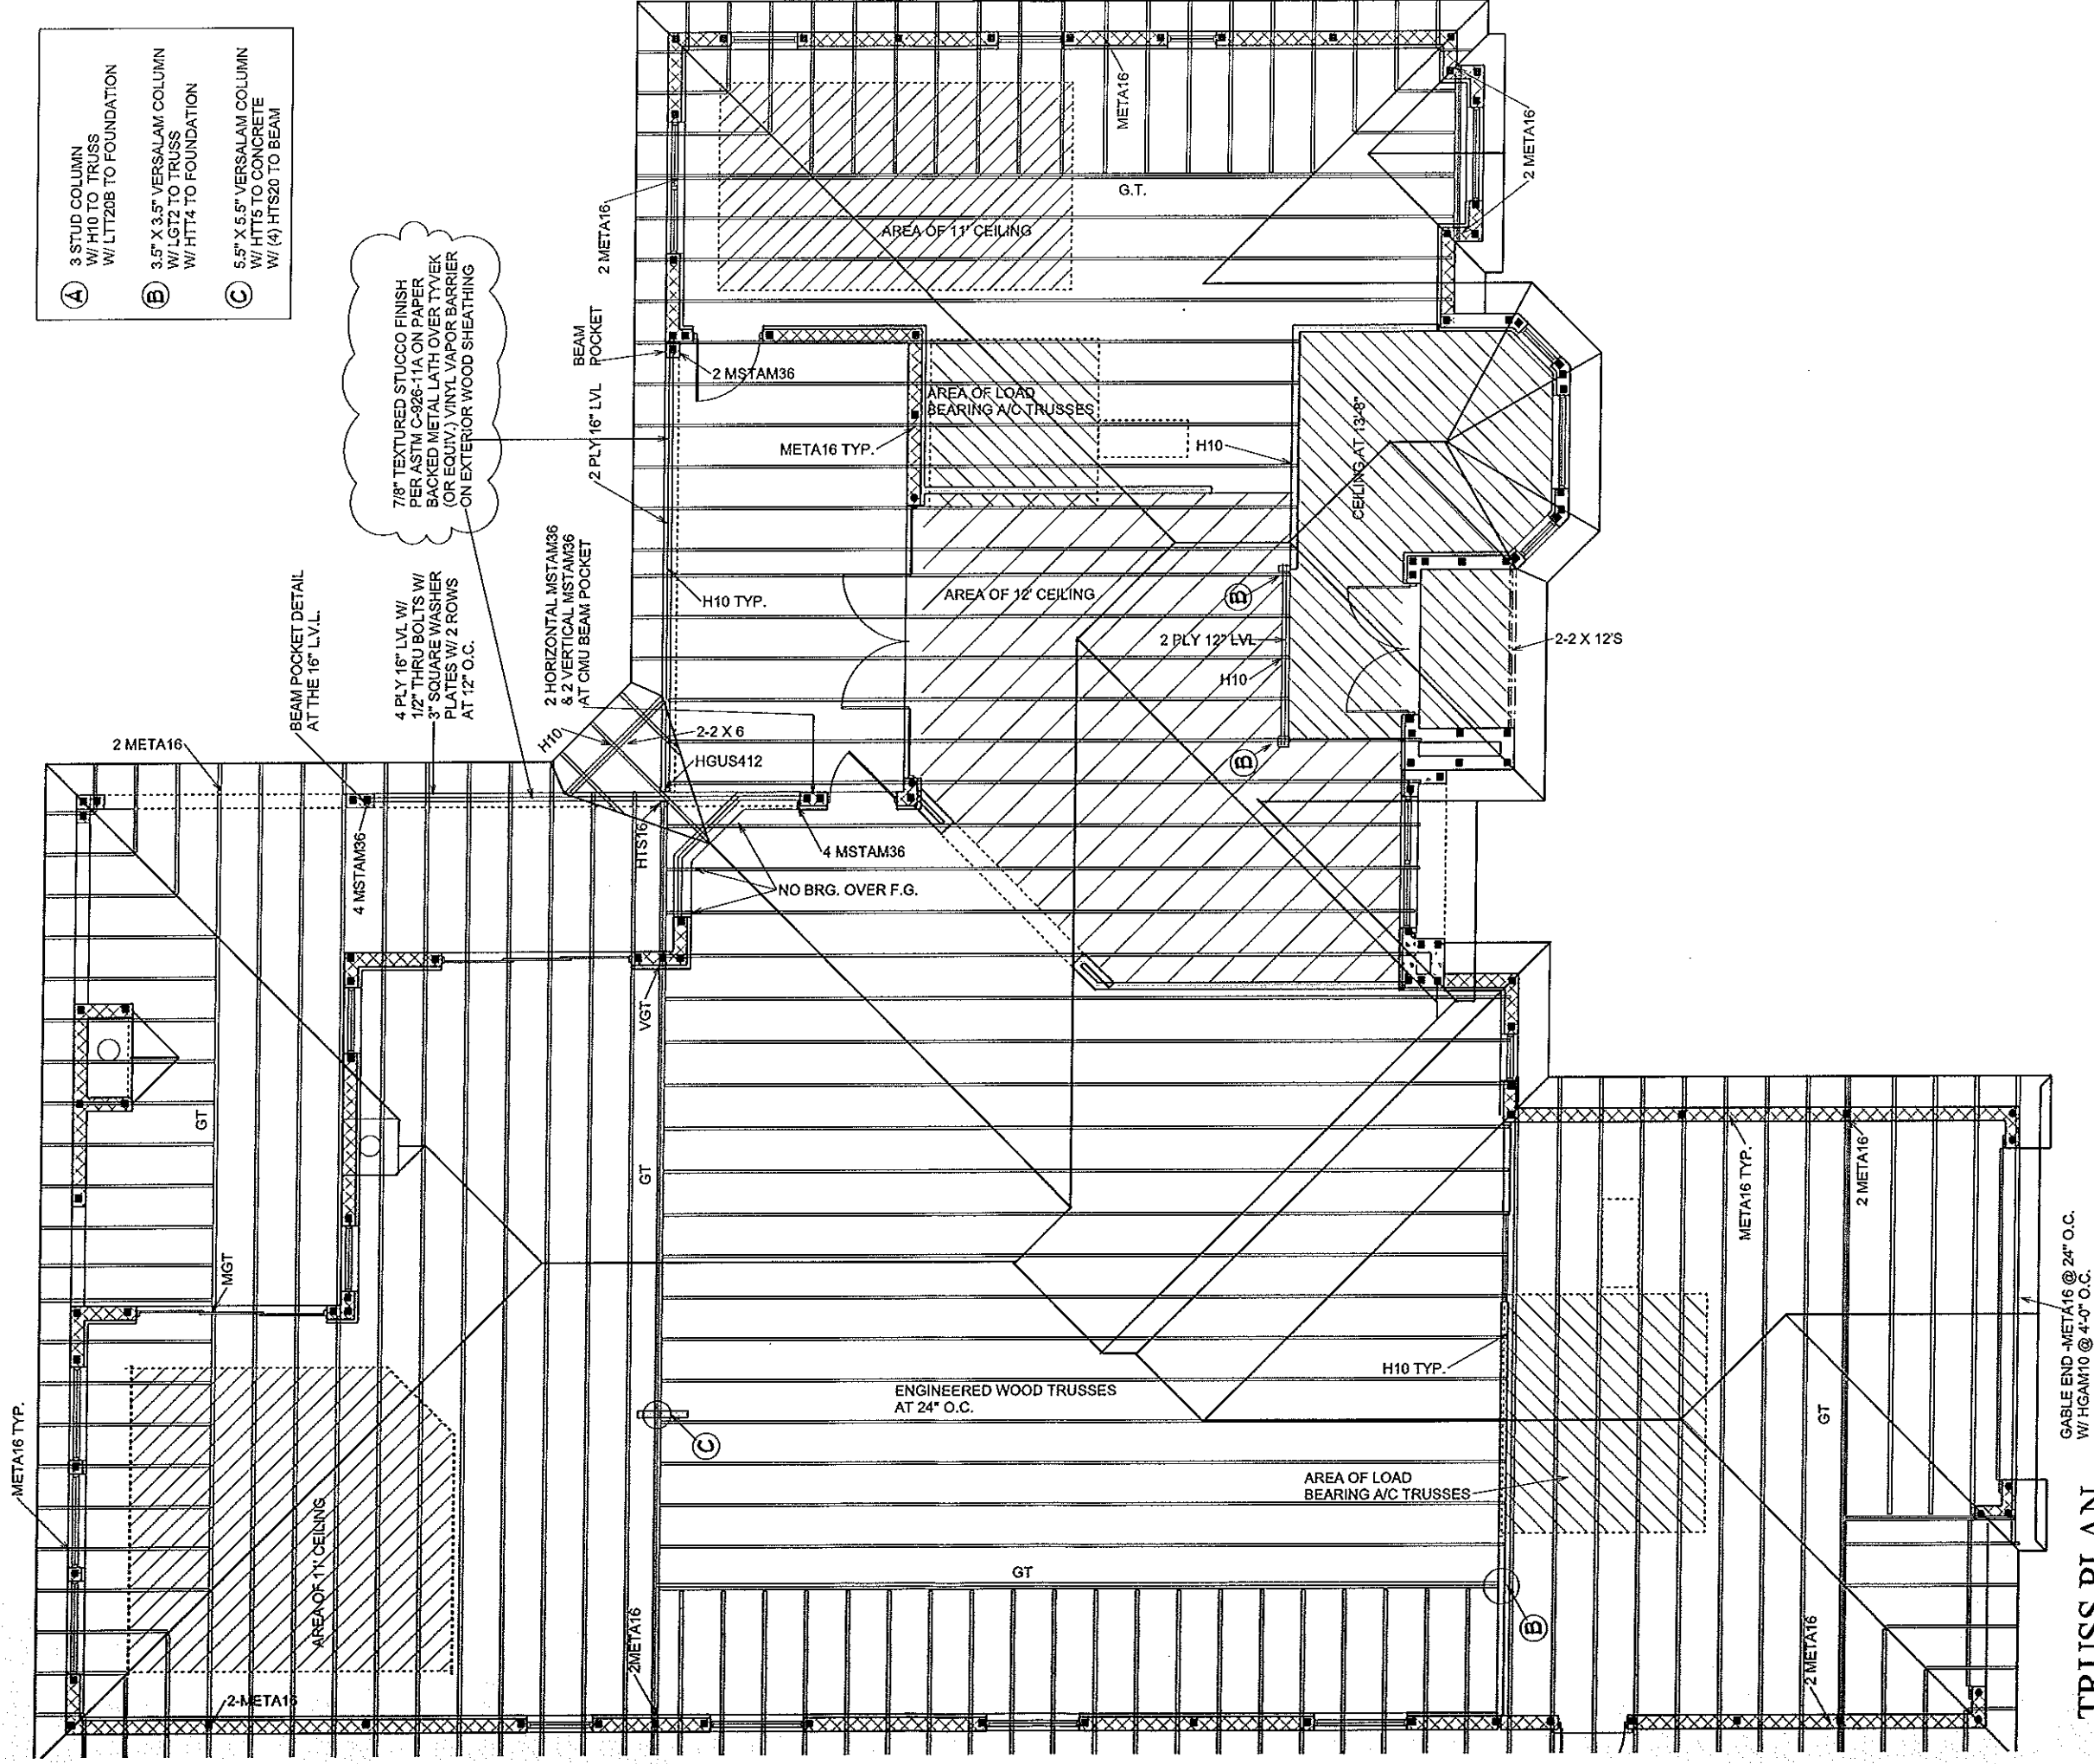 A
3 STUD COLUMN
W/ H10 TO TRUSS
W/ LTT20B TO FOUNDATION
B
3.5" X 3.5" VERSALAM COLUMN
W/ LGT2 TO TRUSS
W/ HTT4 TO FOUNDATION
C
5.5" X 5.5" VERSALAM COLUMN
W/ HTT5 TO CONCRETE
W/ (4) HTS20 TO BEAM
7/8" TEXTURED STUCCO FINISH
PER ASTM C-926-11A ON PAPER
BACKED METAL LATH OVER TYVEK
(OR EQUIV.) VINYL VAPOR BARRIER
ON EXTERIOR WOOD SHEATHING
META16
2 META16
G.T.
AREA OF 11' CEILING
2 META16
BEAM
POCKET
2 MSTAM36
AREA OF LOAD
BEARING A/C TRUSSES
META16 TYP.
H10
CEILING AT 13'-8"
2 PLY 16" LVL
H10 TYP.
AREA OF 12' CEILING
B
2 PLY 12" LVL
H10
2-2 X 12'S
B
BEAM POCKET DETAIL
AT THE 16" L.V.L.
4 PLY 16" LVL W/
1/2" THRU BOLTS W/
3" SQUARE WASHER
PLATES W/ 2 ROWS
AT 12" O.C.
2 HORIZONTAL MSTAM36
& 2 VERTICAL MSTAM36
AT CMU BEAM POCKET
H10
2-2 X 6
HGUS412
2 META16
4 MSTAM36
HTS16
4 MSTAM36
NO BRG. OVER F.G.
VGT
GT
GT
MGT
META16 TYP.
2 META16
H10 TYP.
ENGINEERED WOOD TRUSSES
AT 24" O.C.
C
META16 TYP.
AREA OF 11' CEILING
AREA OF LOAD
BEARING A/C TRUSSES
GT
GT
B
2META16
2-META16
2 META16
GABLE END -META16 @ 24" O.C.
W/ HGAM10 @ 4'-0" O.C.
TRUSS PLAN